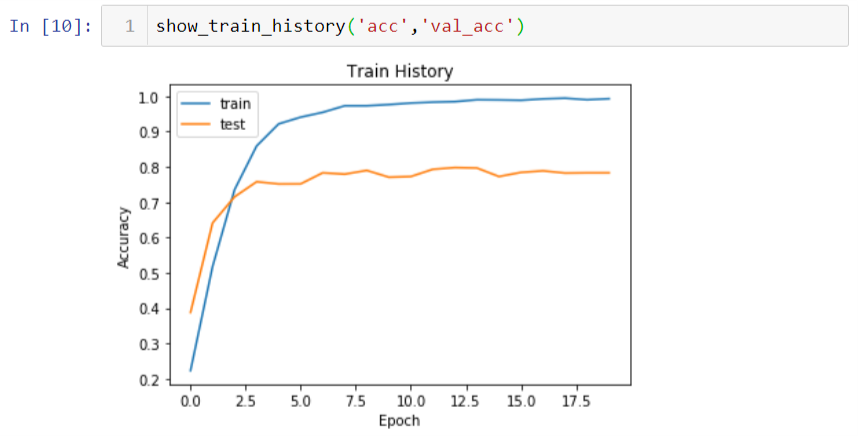 In [10]: 1 show_train_history('acc','val_acc')
Train History
train
test
1.0
0.9
0.8
0.7
0.6
0.5
0.4
0.3
0.2
Accuracy
0.0 2.5 5.0 7.5 10.0 12.5 15.0 17.5
Epoch